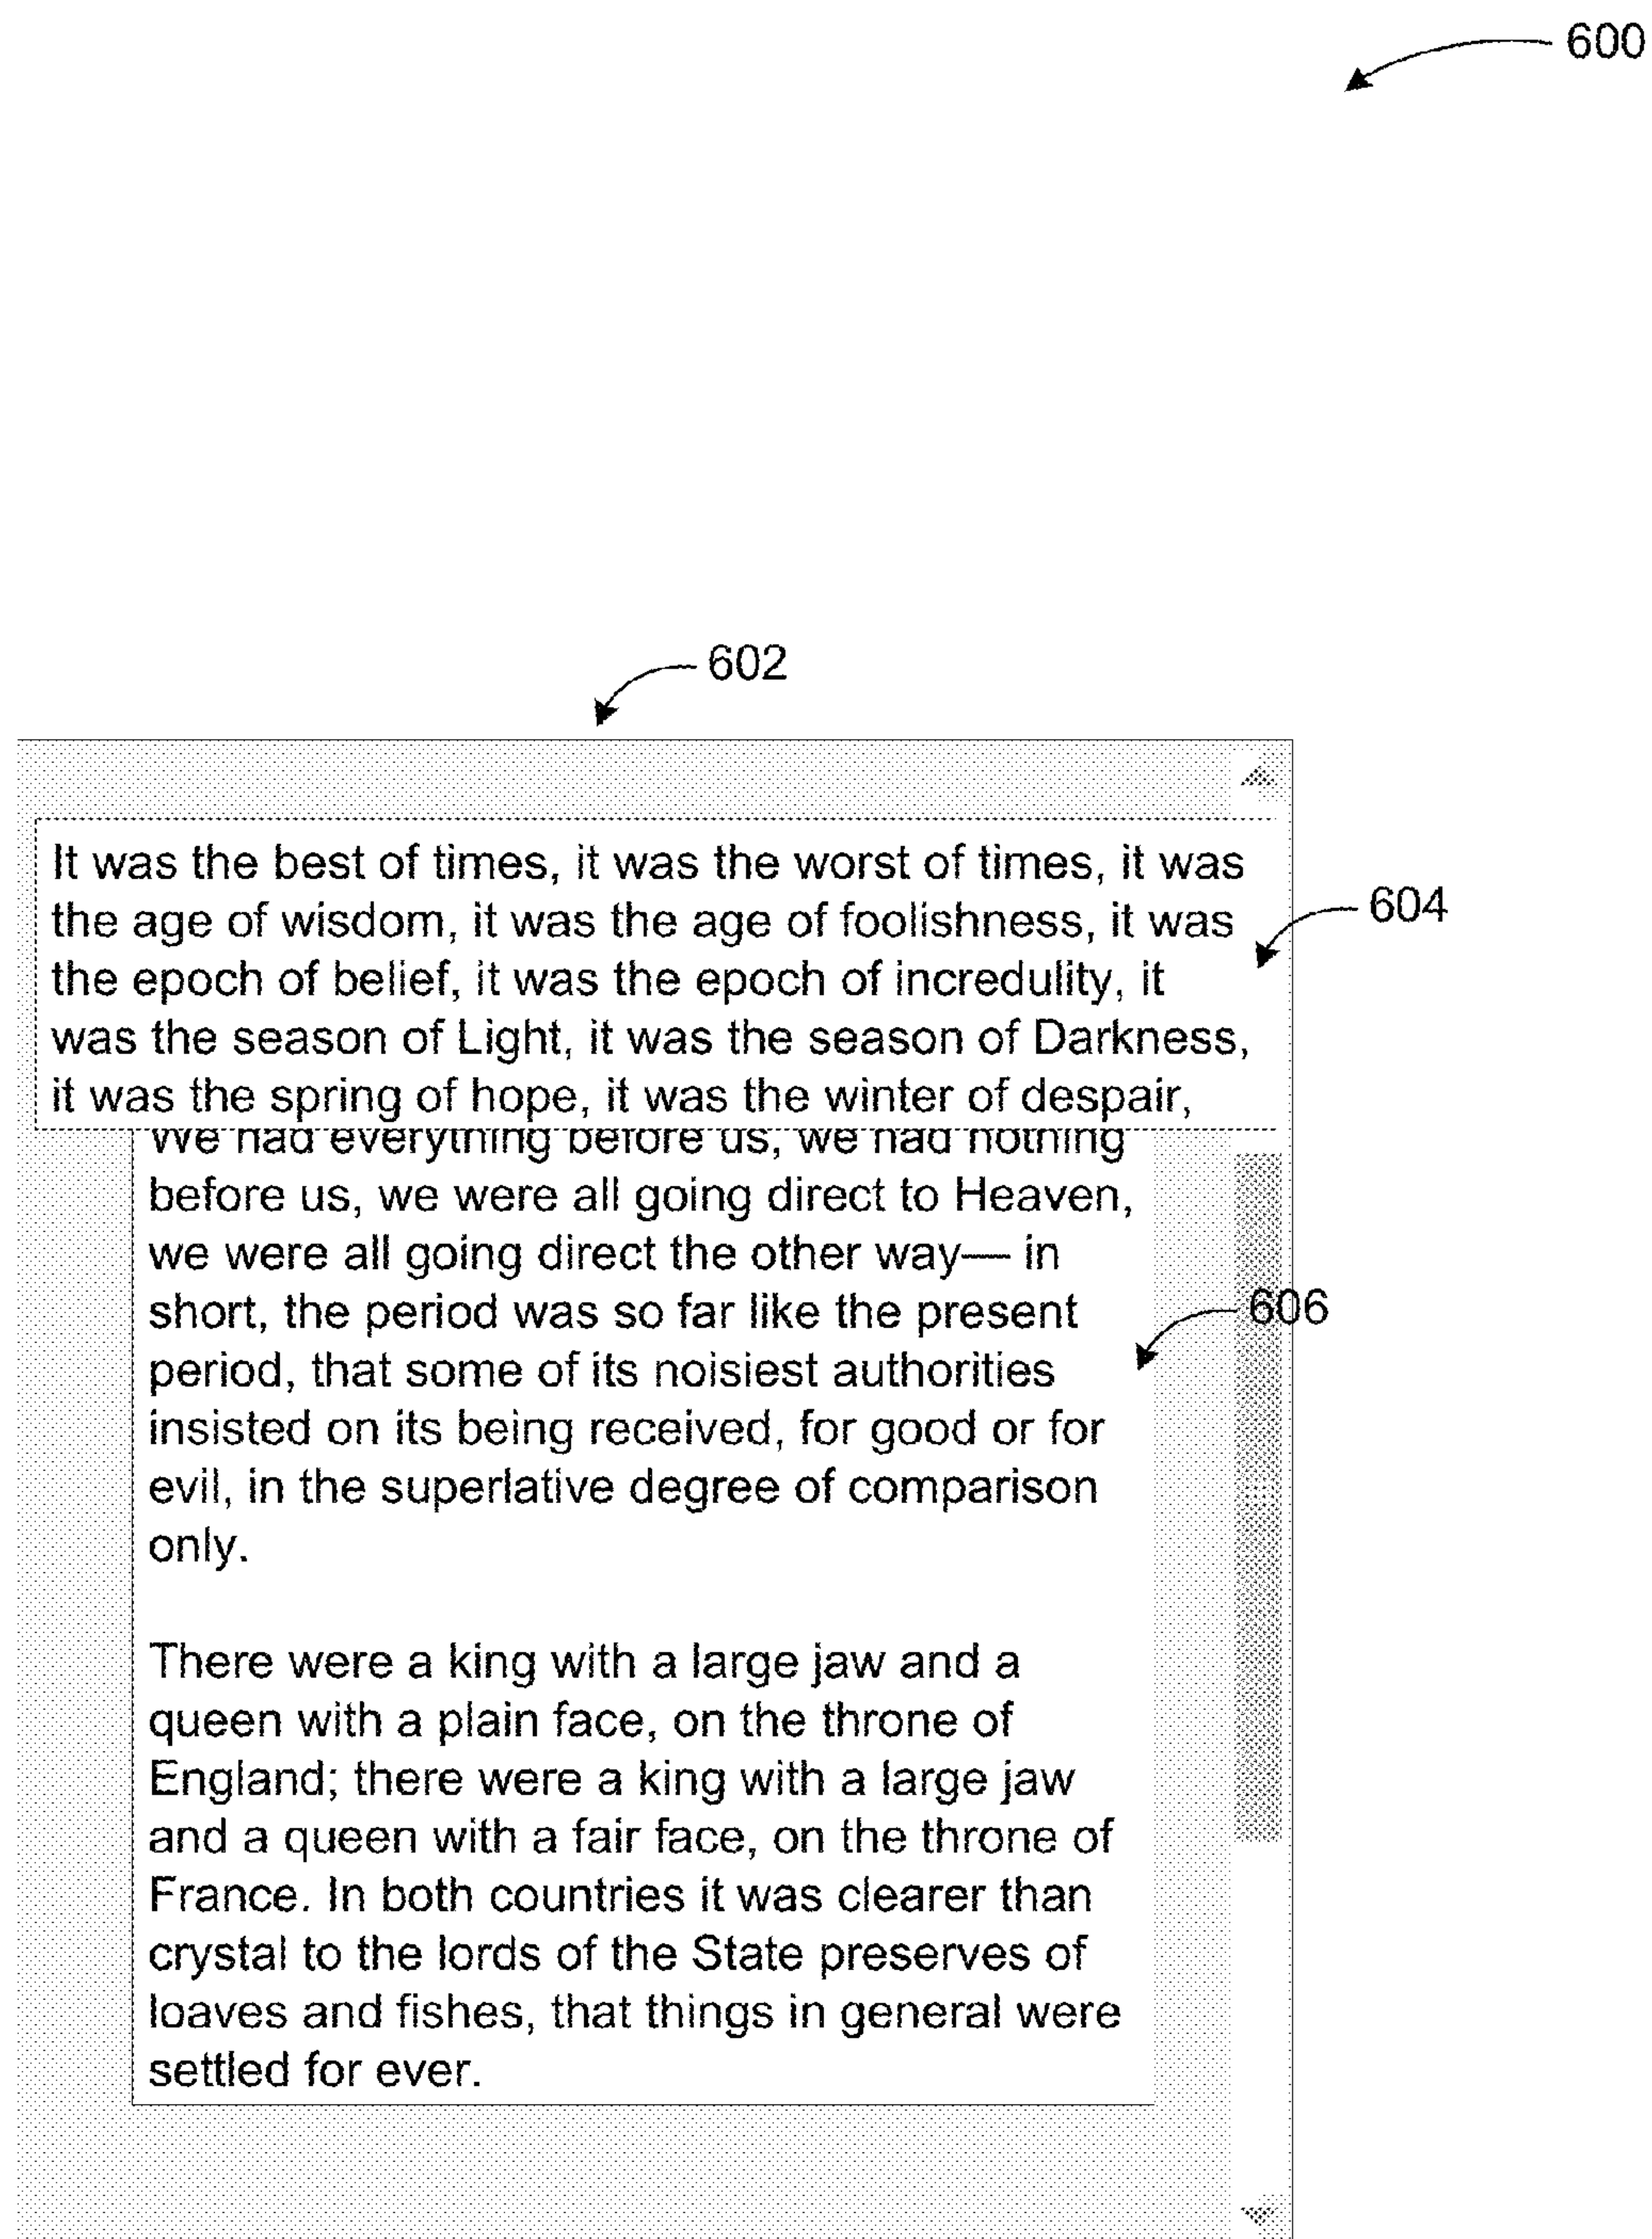 600
602
It was the best of times, it was the worst of times, it was
the age of wisdom, it was the age of foolishness, it was
604
the epoch of belief, it was the epoch of incredulity, it
was the season of Light, it was the season of Darkness,
it was the spring of hope, it was the winter of despair,
We had everything before us, we had nothing
before us, we were all going direct to Heaven,
we were all going direct the other way— in
short, the period was so far like the present
606
period, that some of its noisiest authorities
insisted on its being received, for good or for
evil, in the superlative degree of comparison
only.
There were a king with a large jaw and a
queen with a plain face, on the throne of
England; there were a king with a large jaw
and a queen with a fair face, on the throne of
France. In both countries it was clearer than
crystal to the lords of the State preserves of
loaves and fishes, that things in general were
settled for ever.